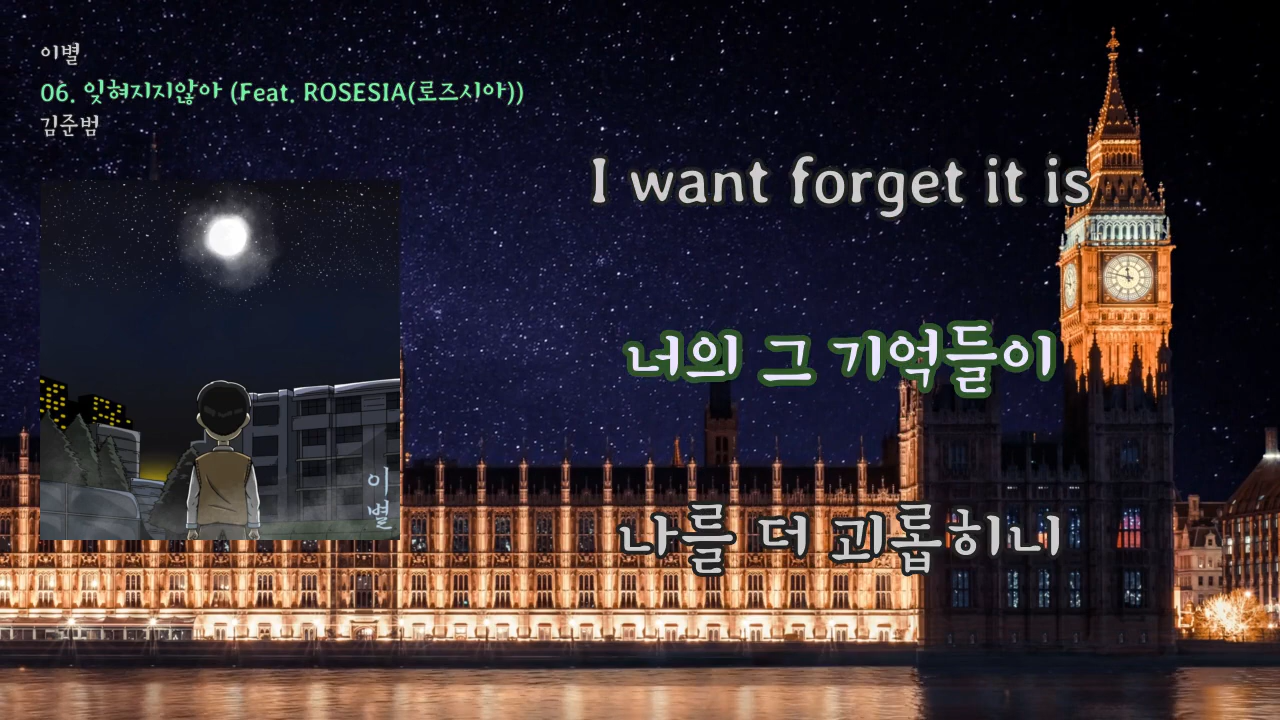 이별
06. 잊혀지지않아 (Feat. ROSESIA(로즈시아))
김준범
이별
I want forget it is
너의 그 기억들이
나를 더 괴롭히니